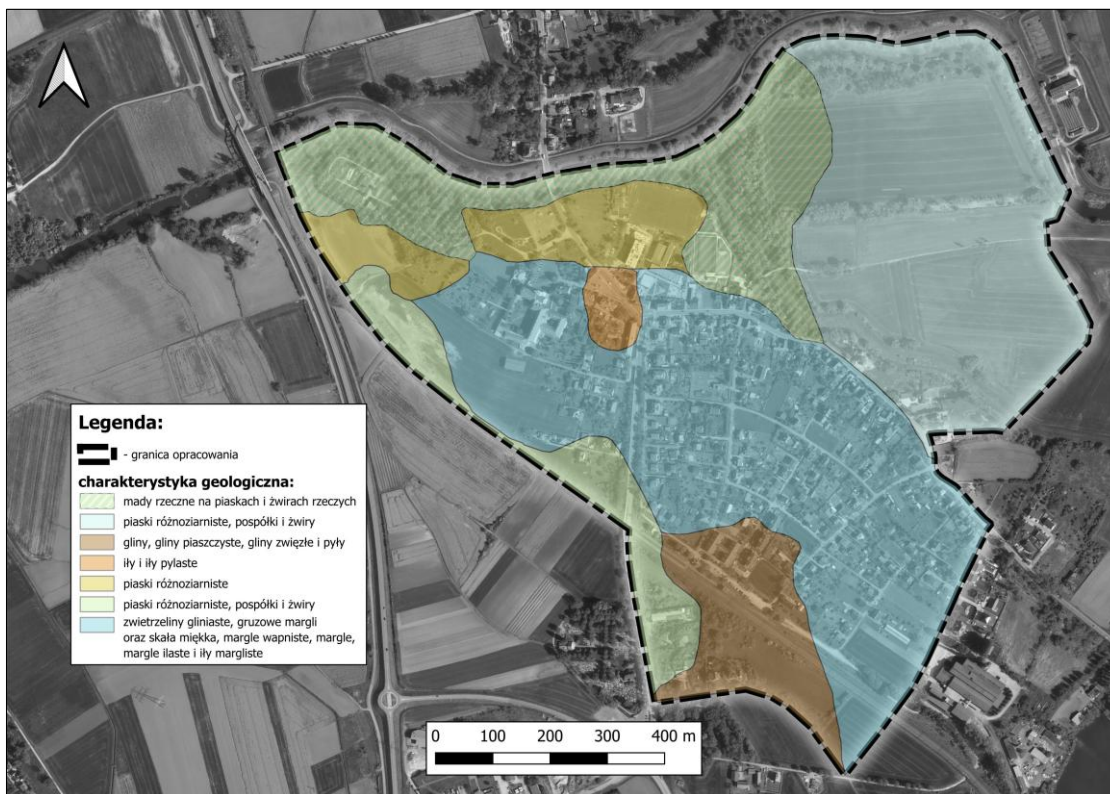 Legenda:
- granica opracowania
charakterystyka geologiczna:
mady rzeczne na piaskach i żwirach rzeczych
piaski różnoziarniste, pospółki i żwiry
gliny, gliny piaszczyste, gliny zwięzłe i pyły
iły i iły pylaste
piaski różnoziarniste
piaski różnoziarniste, pospółki i żwiry
zwietrzeliny gliniaste, gruzowe margli
oraz skała miękka, margle wapniste, margle,
margle ilaste i iły margliste
0 100 200 300 400 m